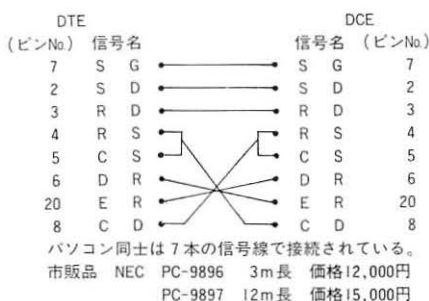 DTE DCE
(ピンNo.) 信号名 信号名 (ピンNo.)
7 S G S G 7
2 S D S D 2
3 R D R D 3
4 R S R S 4
5 C S C S 5
6 D R D R 6
20 E R E R 20
8 C D C D 8
パソコン同士は7本の信号線で接続されている。
市販品 NEC PC-9896 3m長 価格12,000円
PC-9897 12m長 価格15,000円